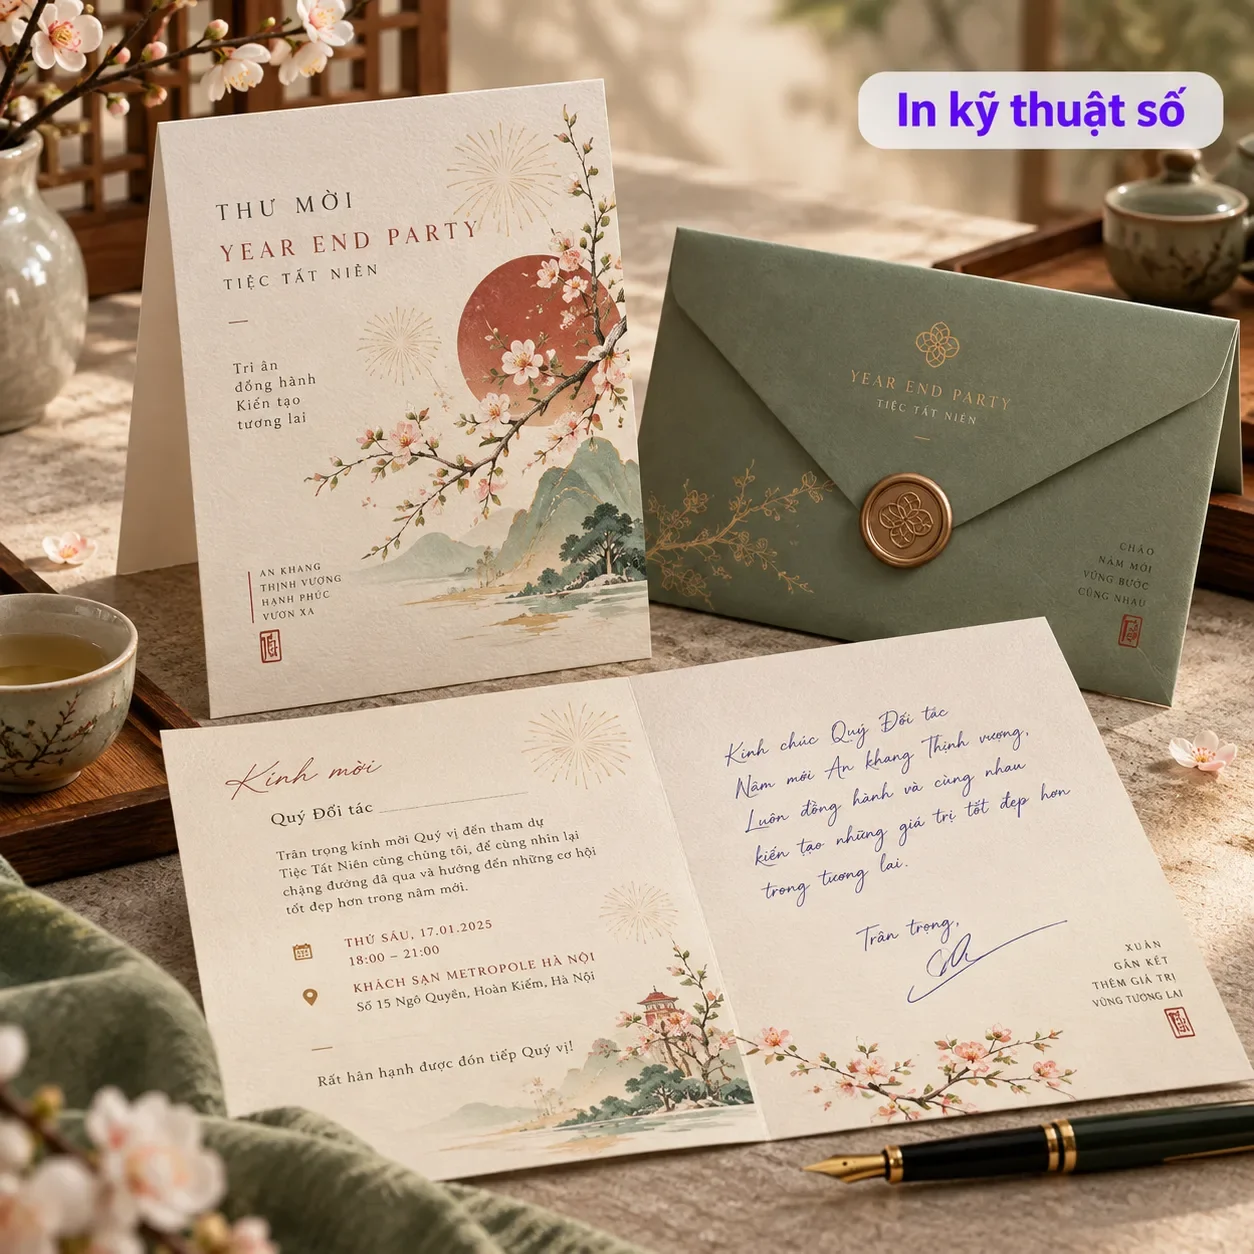 In kỹ thuật số
THƯ MỜI
YEAR END PARTY
TIỆC TẤT NIÊN
Tri ân
đồng hành
Kiến tạo
tương lai
AN KHANG
THỊNH VƯỢNG
HẠNH PHÚC
VƯƠN XA
YEAR END PARTY
TIỆC TẤT NIÊN
CHÀO
NĂM MỚI
VỮNG BƯỚC
CÙNG NHAU
Kính mời
Quý Đối tác
Trân trọng kính mời Quý vị đến tham dự
Tiệc Tất Niên cùng chúng tôi, để cùng nhìn lại
chặng đường đã qua và hướng đến những cơ hội
tốt đẹp hơn trong năm mới.
THỨ SÁU, 17.01.2025
18:00 – 21:00
KHÁCH SẠN METROPOLE HÀ NỘI
Số 15 Ngô Quyền, Hoàn Kiếm, Hà Nội
Rất hân hạnh được đón tiếp Quý vị!
Kính chúc Quý Đối tác
Năm mới An khang Thịnh vượng,
Luôn đồng hành và cùng nhau
kiến tạo những giá trị tốt đẹp hơn
trong tương lai.
Trân trọng,
XUÂN
GẮN KẾT
THÊM GIÁ TRỊ
VỮNG TƯƠNG LAI